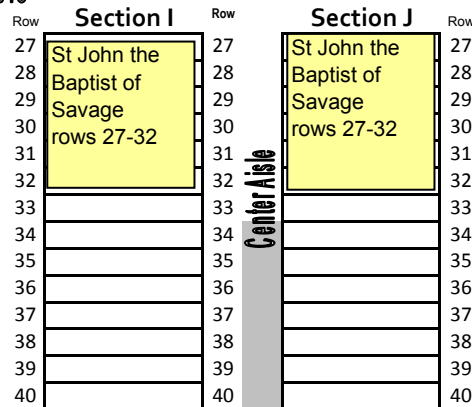 Row Section I Row Section J Row
27 St John the 27 St John the 27
28 Baptist of 28 Baptist of 28
29 Savage 29 Savage 29
30 rows 27-32 30 rows 27-32 30
31 31 31
32 32 32
33 33 33
34 34 34
35 35 35
36 36 36
37 37 37
38 38 38
39 39 39
40 40 40
Center Aisle